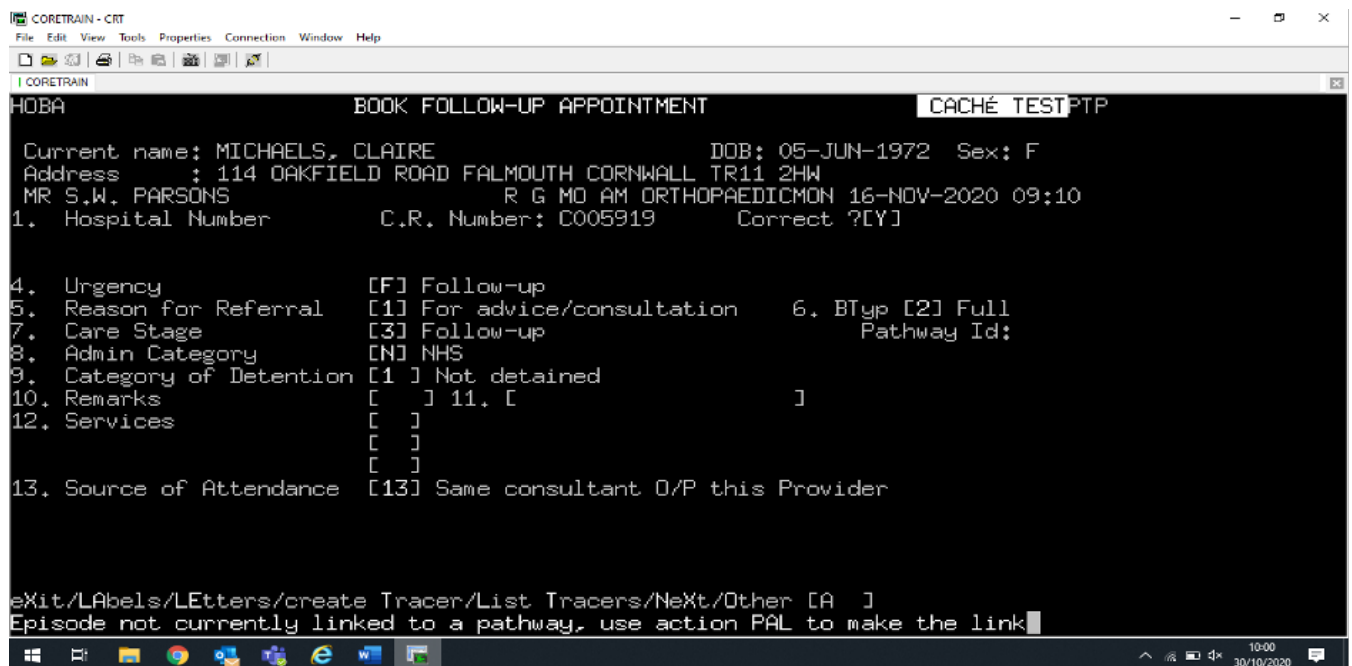 CORETRAIN - CRT
File Edit View Tools Properties Connection Window Help
CORETRAIN
HOBA BOOK FOLLOW-UP APPOINTMENT CACHé TESTPTP
Current name: MICHAELS, CLAIRE DOB: 05-JUN-1972 Sex: F
Address : 114 OAKFIELD ROAD FALMOUTH CORNWALL TR11 2HW
MR S.W. PARSONS R G MO AM ORTHOPAEDICMON 16-NOV-2020 09:10
1. Hospital Number C.R. Number: C005919 Correct ?[Y]
4. Urgency [F] Follow-up
5. Reason for Referral [1] For advice/consultation 6. BTyp [2] Full
7. Care Stage [3] Follow-up Pathway Id:
8. Admin Category [N] NHS
9. Category of Detention [1 ] Not detained
10. Remarks [ ] 11. [ ]
12. Services [ ]
[ ]
[ ]
13. Source of Attendance [13] Same consultant O/P this Provider
eXit/LAbels/LEtters/create Tracer/List Tracers/NeXt/Other [A ]
Episode not currently linked to a pathway, use action PAL to make the link
10:00
30/10/2020